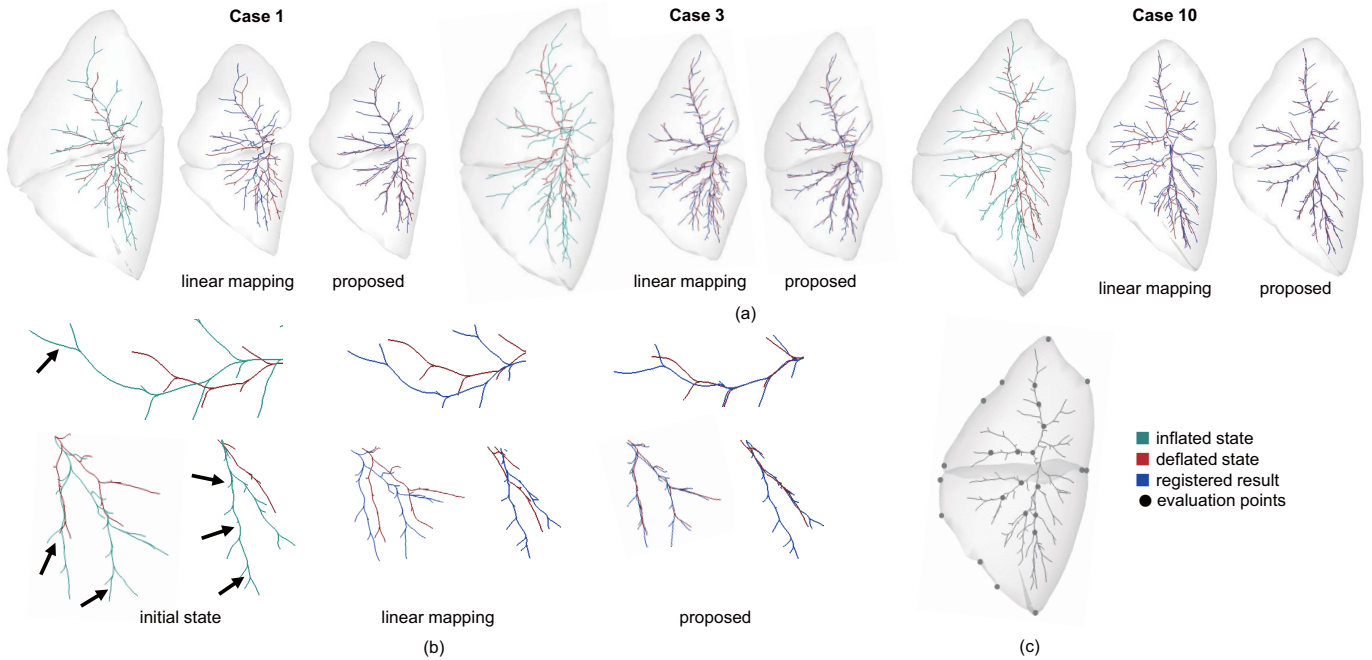 Case 1
Case 3
Case 10
linear mapping
proposed
linear mapping
proposed
linear mapping
proposed
(a)
inflated state
deflated state
registered result
evaluation points
initial state
linear mapping
proposed
(b)
(c)